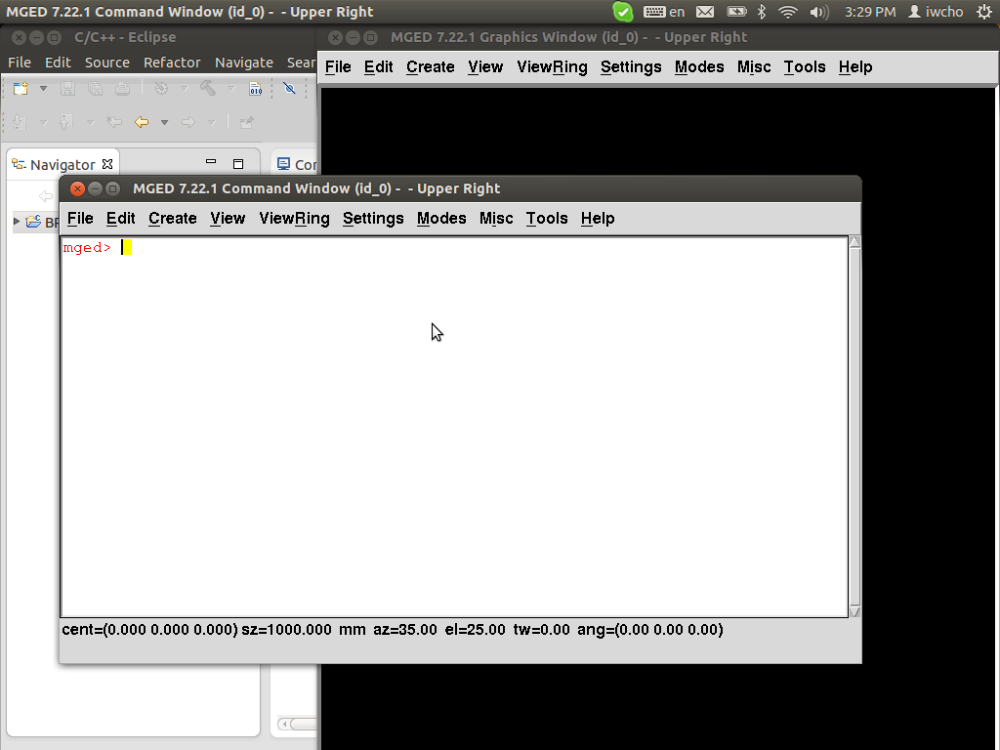 MGED 7.22.1 Command Window (id_0) -  - Upper Right
en
3:29 PM
iwcho
C/C++ - Eclipse
MGED 7.22.1 Graphics Window (id_0) -  - Upper Right
File Edit Source Refactor Navigate Sear
File Edit Create View ViewRing Settings Modes Misc Tools Help
010
Navigator
Co
BR
MGED 7.22.1 Command Window (id_0) -  - Upper Right
File Edit Create View ViewRing Settings Modes Misc Tools Help
mged>
cent=(0.000 0.000 0.000) sz=1000.000 mm az=35.00 el=25.00 tw=0.00 ang=(0.00 0.00 0.00)